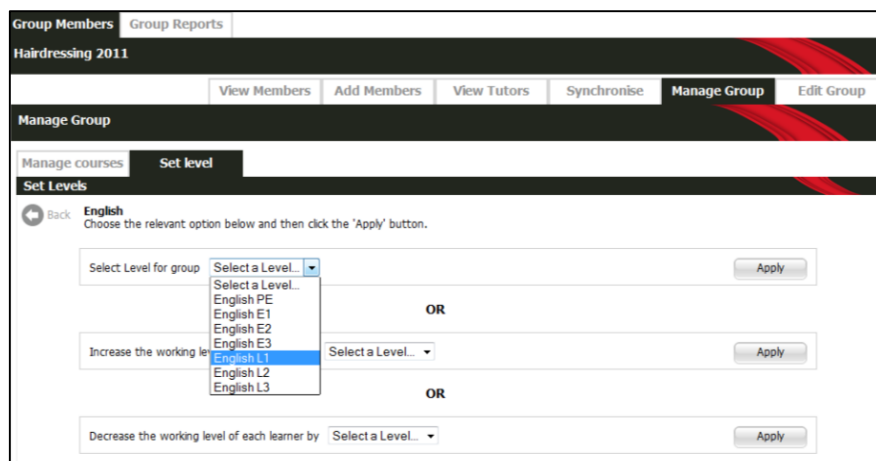 Group Members Group Reports
Hairdressing 2011
View Members Add Members View Tutors Synchronise Manage Group Edit Group
Manage Group
Manage courses Set level
Set Levels
Back English
Choose the relevant option below and then click the 'Apply' button.
Select Level for group Select a Level... Apply
Select a Level...
English PE
OR
English E1
English E2
English E3
Increase the working le Select a Level... Apply
English L1
English L2
English L3
OR
Decrease the working level of each learner by Select a Level... Apply